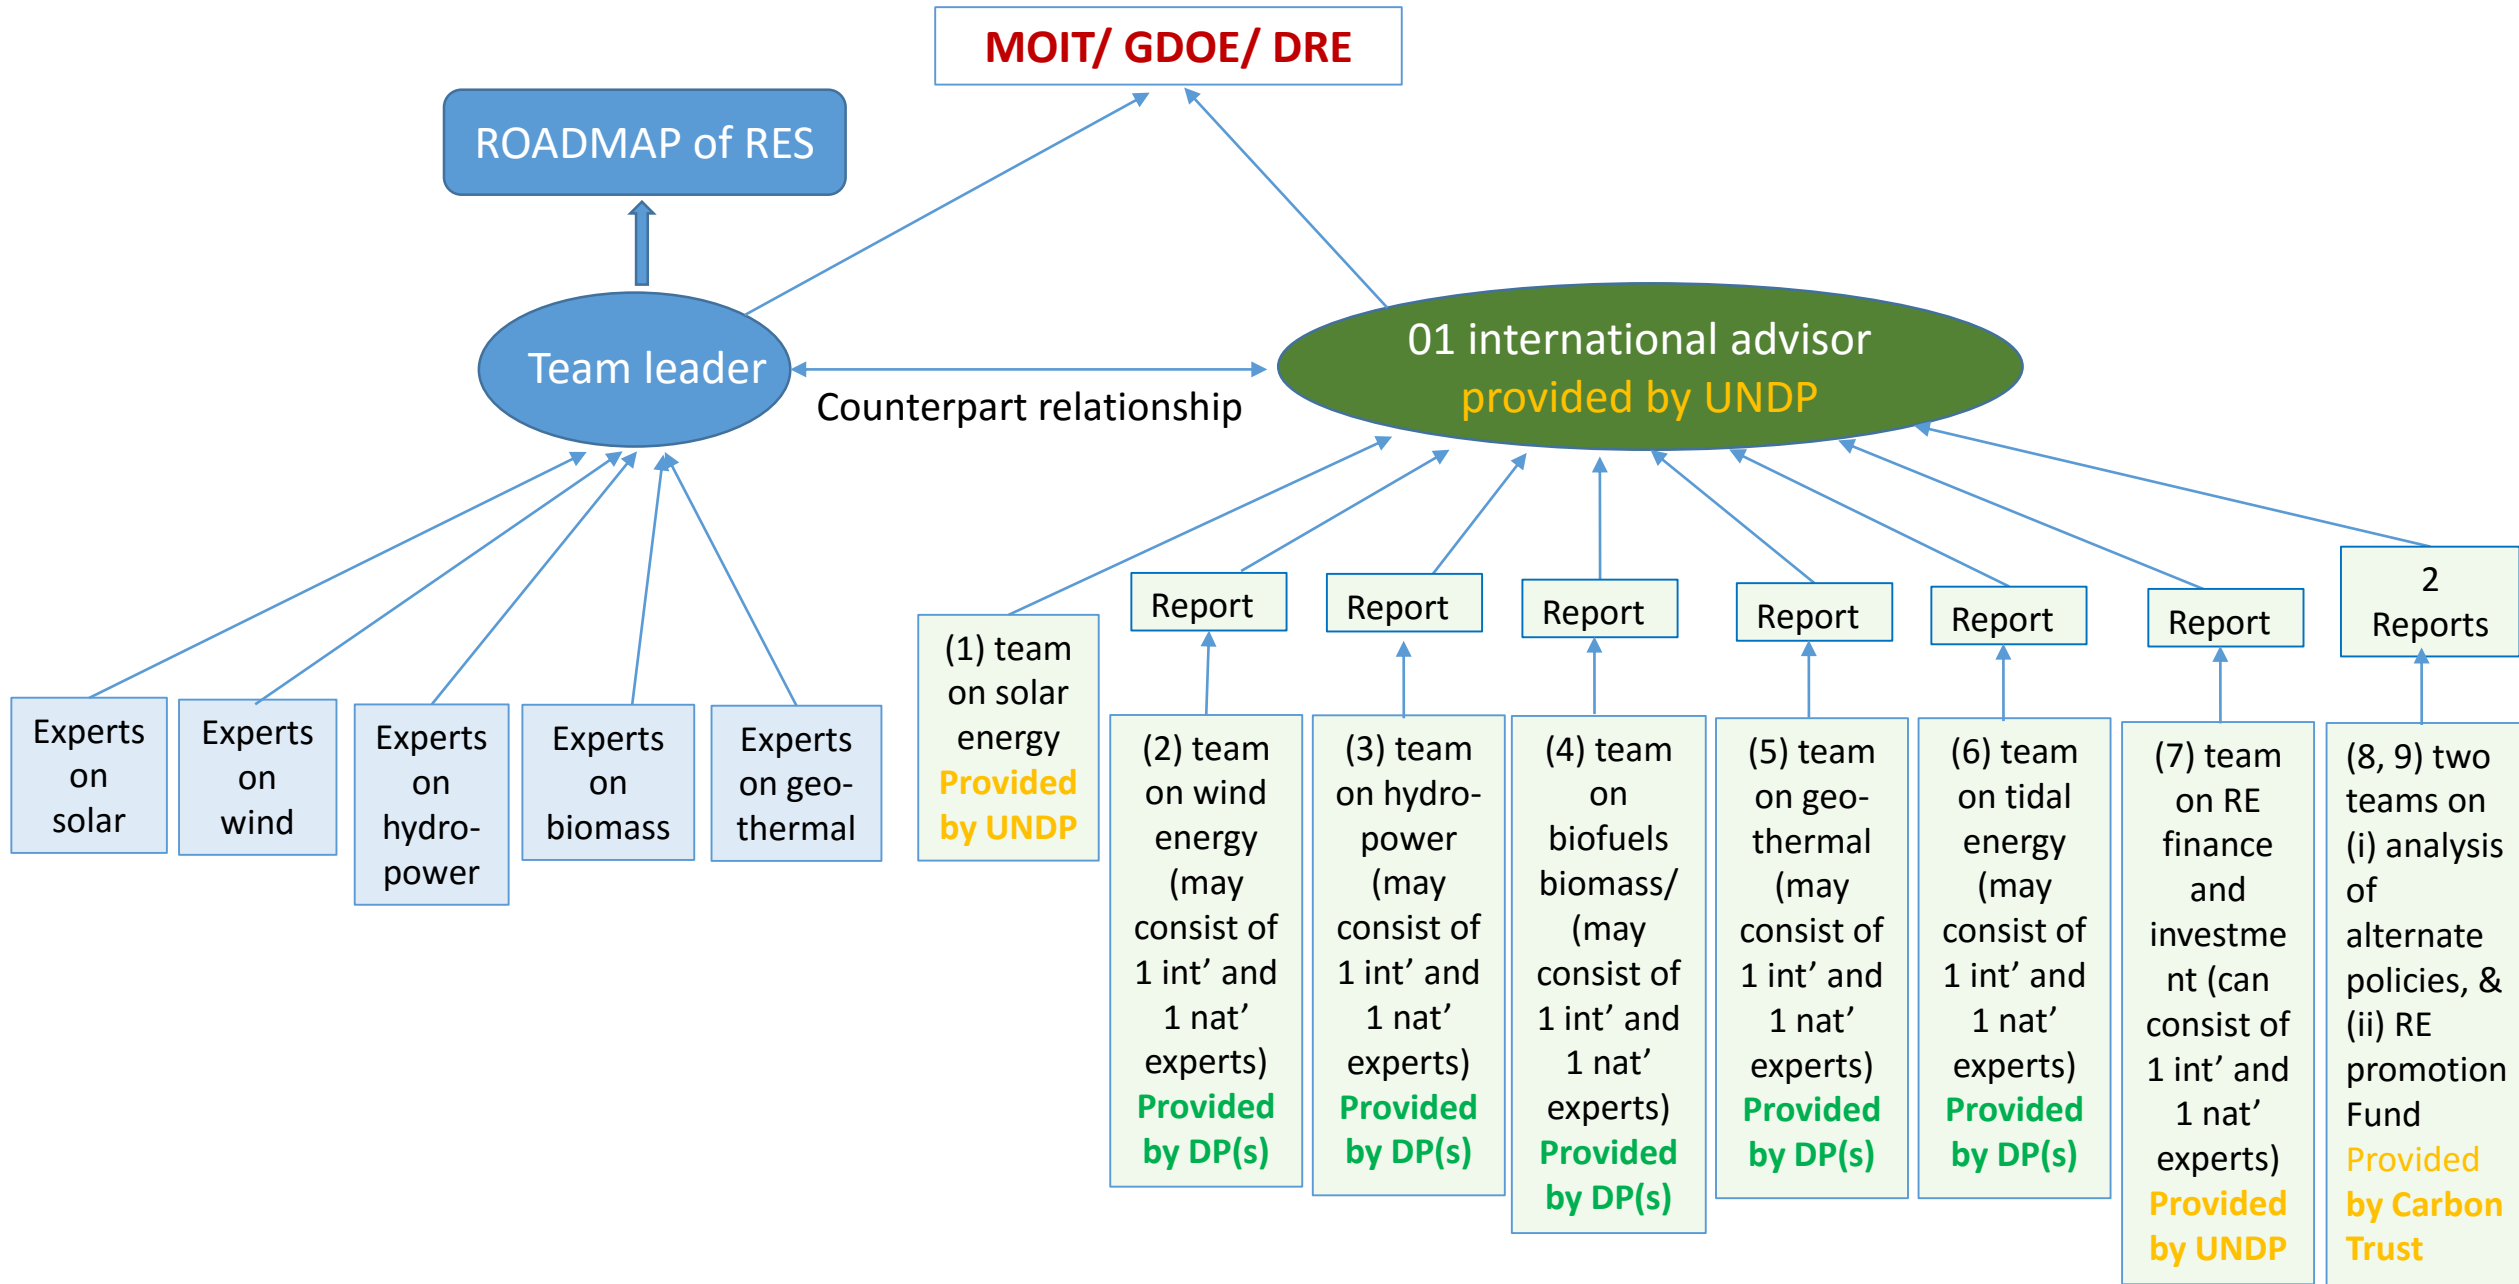 MOIT/ GDOE/ DRE
ROADMAP of RES
Team leader
Counterpart relationship
01 international advisor
provided by UNDP
Experts
on
solar
Experts
on
wind
Experts
on
hydro-
power
Experts
on
biomass
Experts
on geo-
thermal
(1) team
on solar
energy
Provided
by UNDP
Report
(2) team
on wind
energy
(may
consist of
1 int’ and
1 nat’
experts)
Provided
by DP(s)
Report
(3) team
on hydro-
power
(may
consist of
1 int’ and
1 nat’
experts)
Provided
by DP(s)
Report
(4) team
on
biofuels
biomass/
(may
consist of
1 int’ and
1 nat’
experts)
Provided
by DP(s)
Report
(5) team
on geo-
thermal
(may
consist of
1 int’ and
1 nat’
experts)
Provided
by DP(s)
Report
(6) team
on tidal
energy
(may
consist of
1 int’ and
1 nat’
experts)
Provided
by DP(s)
Report
(7) team
on RE
finance
and
investme
nt (can
consist of
1 int’ and
1 nat’
experts)
Provided
by UNDP
2
Reports
(8, 9) two
teams on
(i) analysis
of
alternate
policies, &
(ii) RE
promotion
Fund
Provided
by Carbon
Trust